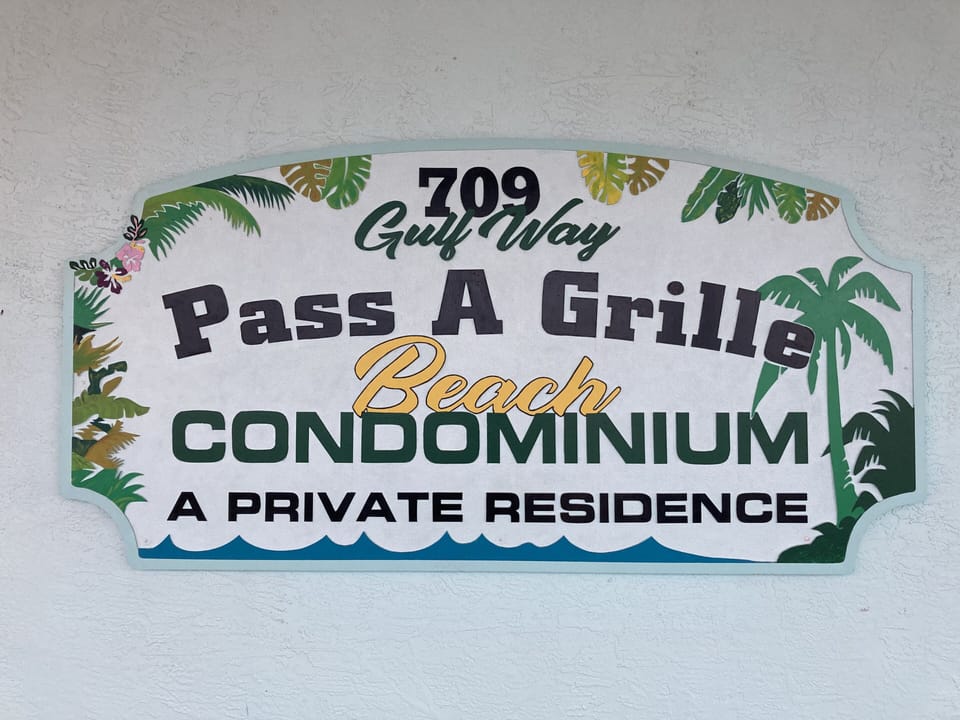 709
Gulf Way
Pass A Grille
Beach
CONDOMINIUM
A PRIVATE RESIDENCE